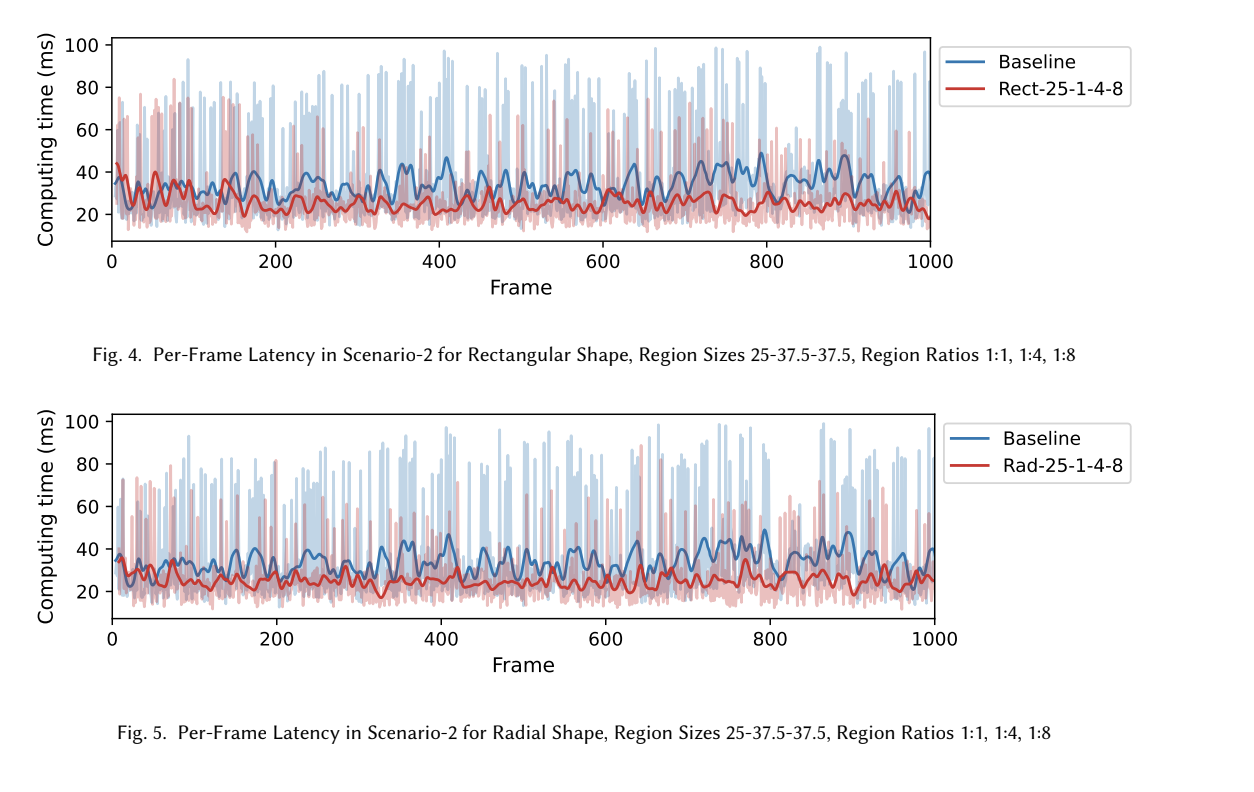 Computing time (ms)
100
80
60
40
20
0
200
400
600
800
1000
Frame
Baseline
Rect-25-1-4-8
Fig. 4. Per-Frame Latency in Scenario-2 for Rectangular Shape, Region Sizes 25-37.5-37.5, Region Ratios 1:1, 1:4, 1:8
Computing time (ms)
100
80
60
40
20
0
200
400
600
800
1000
Frame
Baseline
Rad-25-1-4-8
Fig. 5. Per-Frame Latency in Scenario-2 for Radial Shape, Region Sizes 25-37.5-37.5, Region Ratios 1:1, 1:4, 1:8